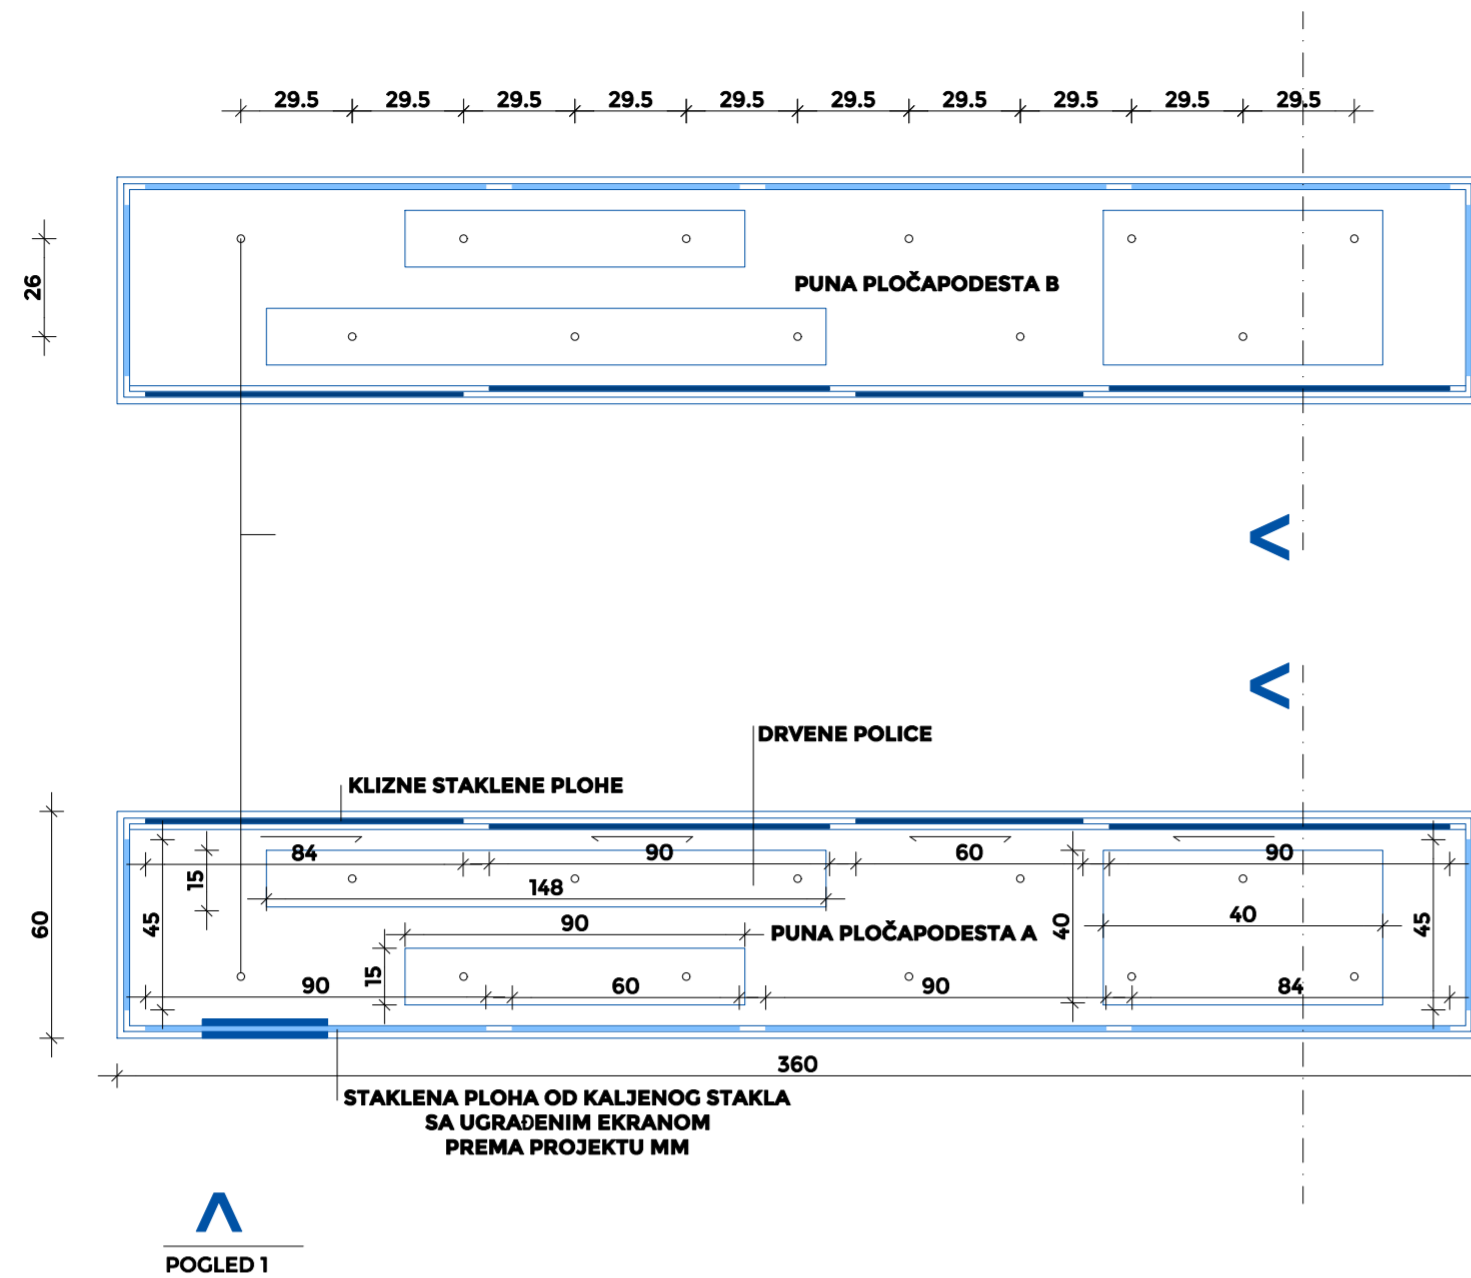 29.5 29.5 29.5 29.5 29.5 29.5 29.5 29.5 29.5 29.5
26
PUNA PLOČAPODESTA B
DRVENE POLICE
KLIZNE STAKLENE PLOHE
84 90 60 90
15
148
60
45
90
PUNA PLOČAPODESTA A
40
40
45
15
90 60 90 84
360
STAKLENA PLOHA OD KALJENOG STAKLA
SA UGRAĐENIM EKRANOM
PREMA PROJEKTU MM
POGLED 1